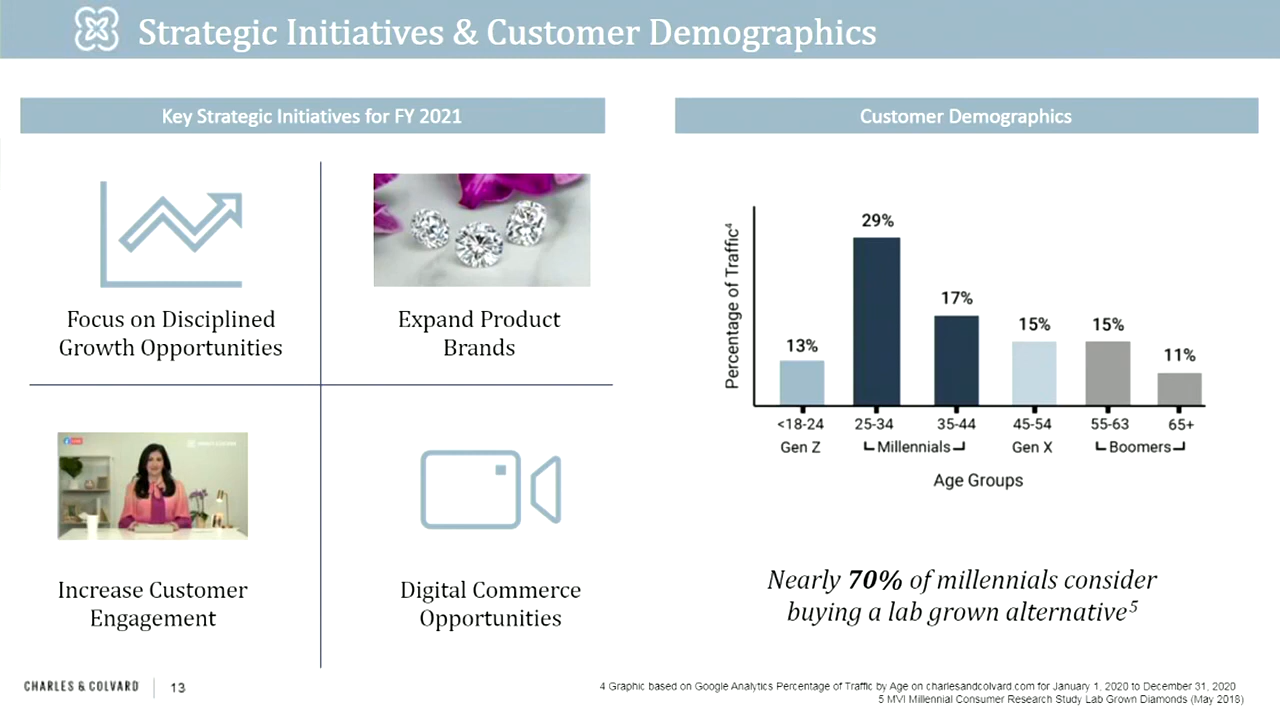 Strategic Initiatives & Customer Demographics
Key Strategic Initiatives for FY 2021
Focus on Disciplined
Growth Opportunities
Expand Product
Brands
Increase Customer
Engagement
Digital Commerce
Opportunities
Customer Demographics
Percentage of Traffic⁴
13%
29%
17%
15%
15%
11%
<18-24
25-34
35-44
45-54
55-63
65+
Gen Z
Millennials
Gen X
Boomers
Age Groups
Nearly 70% of millennials consider
buying a lab grown alternative⁵
CHARLES & COLVARD
13
4 Graphic based on Google Analytics Percentage of Traffic by Age on charlesandcolvard.com for January 1, 2020 to December 31, 2020
5 MVI Millennial Consumer Research Study Lab Grown Diamonds (May 2018)